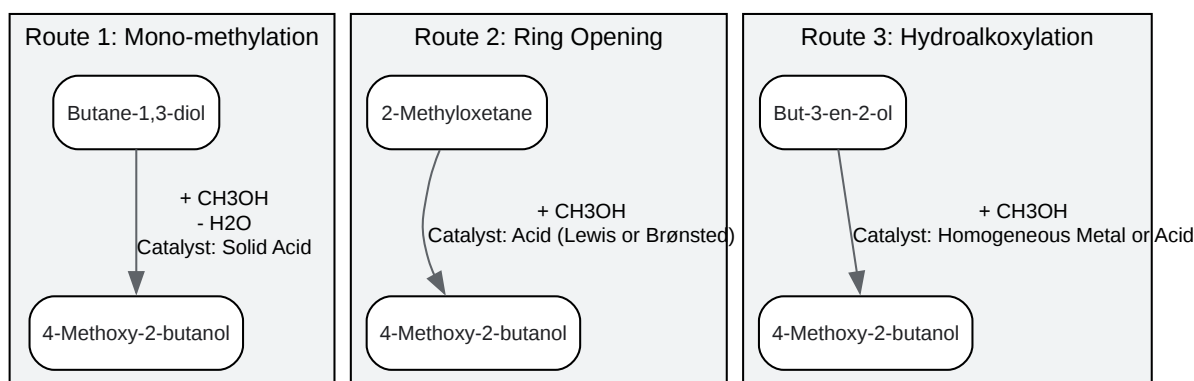 Route 1: Mono-methylation
Butane-1,3-diol
+ CH3OH
- H2O
Catalyst: Solid Acid
4-Methoxy-2-butanol
Route 2: Ring Opening
2-Methyloxetane
+ CH3OH
Catalyst: Acid (Lewis or Brønsted)
4-Methoxy-2-butanol
Route 3: Hydroalkoxylation
But-3-en-2-ol
+ CH3OH
Catalyst: Homogeneous Metal or Acid
4-Methoxy-2-butanol